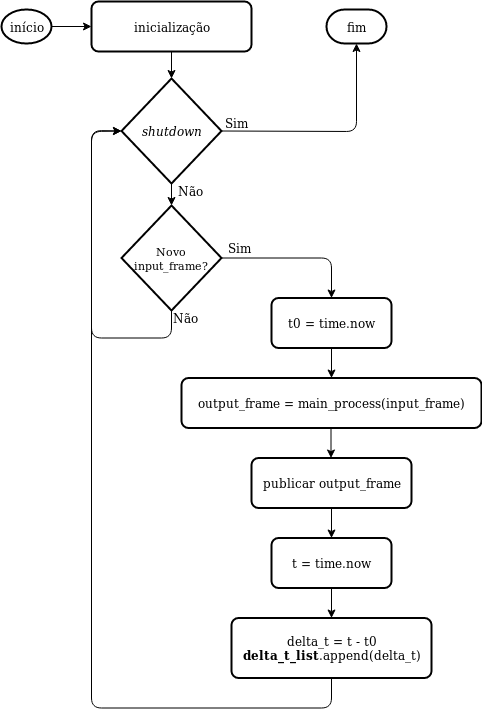 início
inicialização
fim
shutdown
Sim
Não
Novo
input_frame?
Sim
Não
t0 = time.now
output_frame = main_process(input_frame)
publicar output_frame
t = time.now
delta_t = t - t0
delta_t_list.append(delta_t)